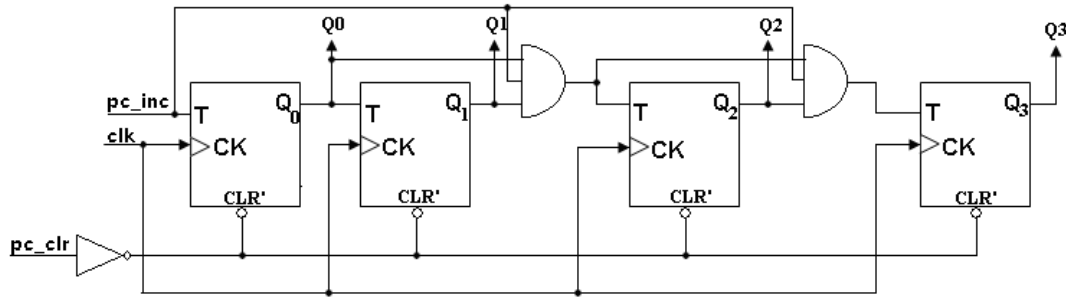 Q0
Q1
Q2
Q3
pc_inc
T Q0
T Q1
T Q2
T Q3
clk
CK
CK
CK
CK
CLR'
CLR'
CLR'
CLR'
pc_clr